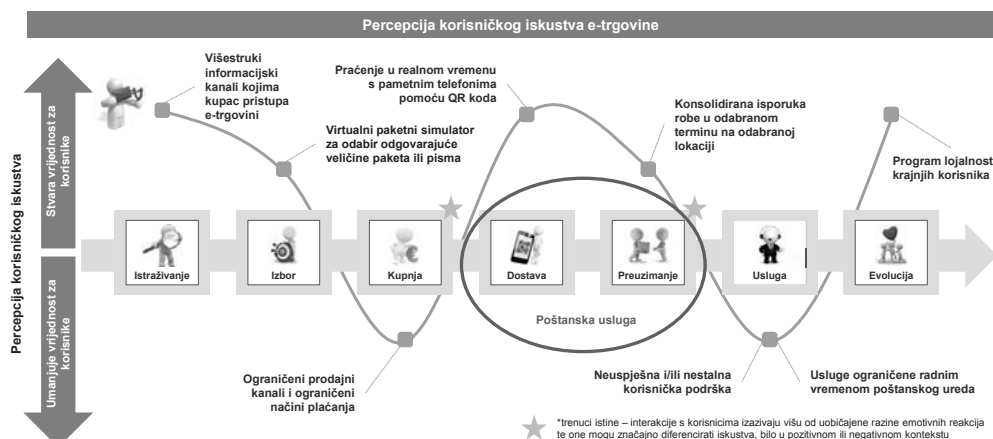 Percepcija korisničkog iskustva e-trgovine
Percepcija korisničkog iskustva
Stvara vrijednost za
korisnike
Umanjuje vrijednost za
korisnike
Višestruki
informacijski
kanali kojima
kupac pristupa
e-trgovini
Virtualni paketni simulator
za odabir odgovarajuće
veličine paketa ili pisma
Praćenje u realnom vremenu
s pametnim telefonima
pomoću QR koda
Konsolidirana isporuka
robe u odabranom
terminu na odabranoj
lokaciji
Program lojalnosti
krajnjih korisnika
Istraživanje
Izbor
Kupnja
Dostava
Preuzimanje
Usluga
Evolucija
Poštanska usluga
Ograničeni prodajni
kanali i ograničeni
načini plaćanja
Neuspješna i/ili nestalna
korisnička podrška
Usluge ograničene radnim
vremenom poštanskog ureda
*trenuci istine – interakcije s korisnicima izazivaju višu od uobičajene razine emotivnih reakcija
te one mogu značajno diferencirati iskustva, bilo u pozitivnom ili negativnom kontekstu